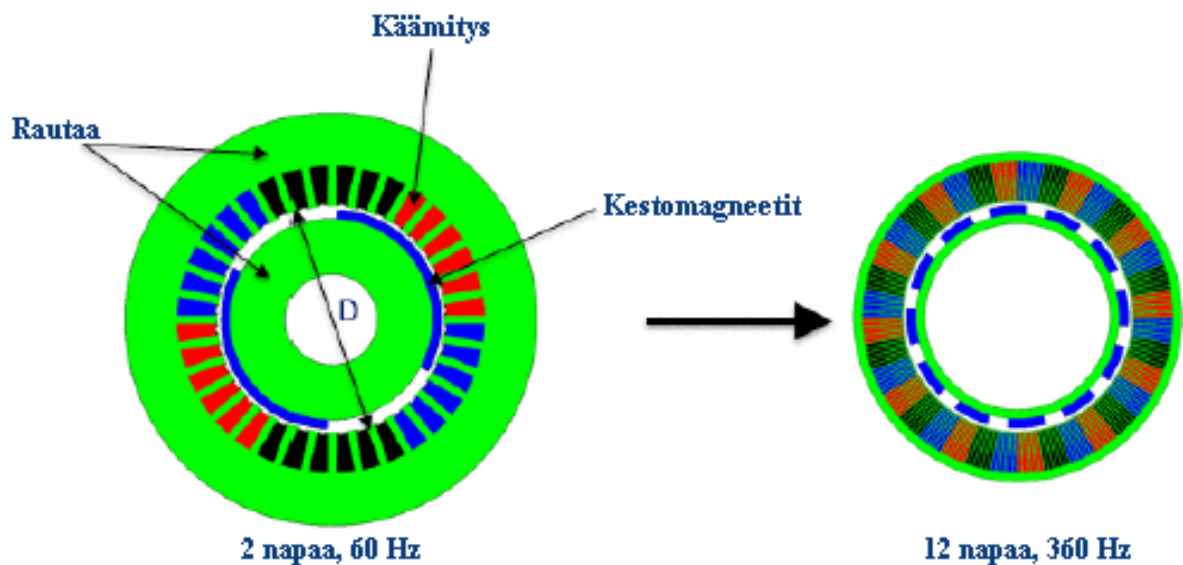 Käämitys
Rautaa
Kestomagneetit
D
2 napaa, 60 Hz
12 napaa, 360 Hz